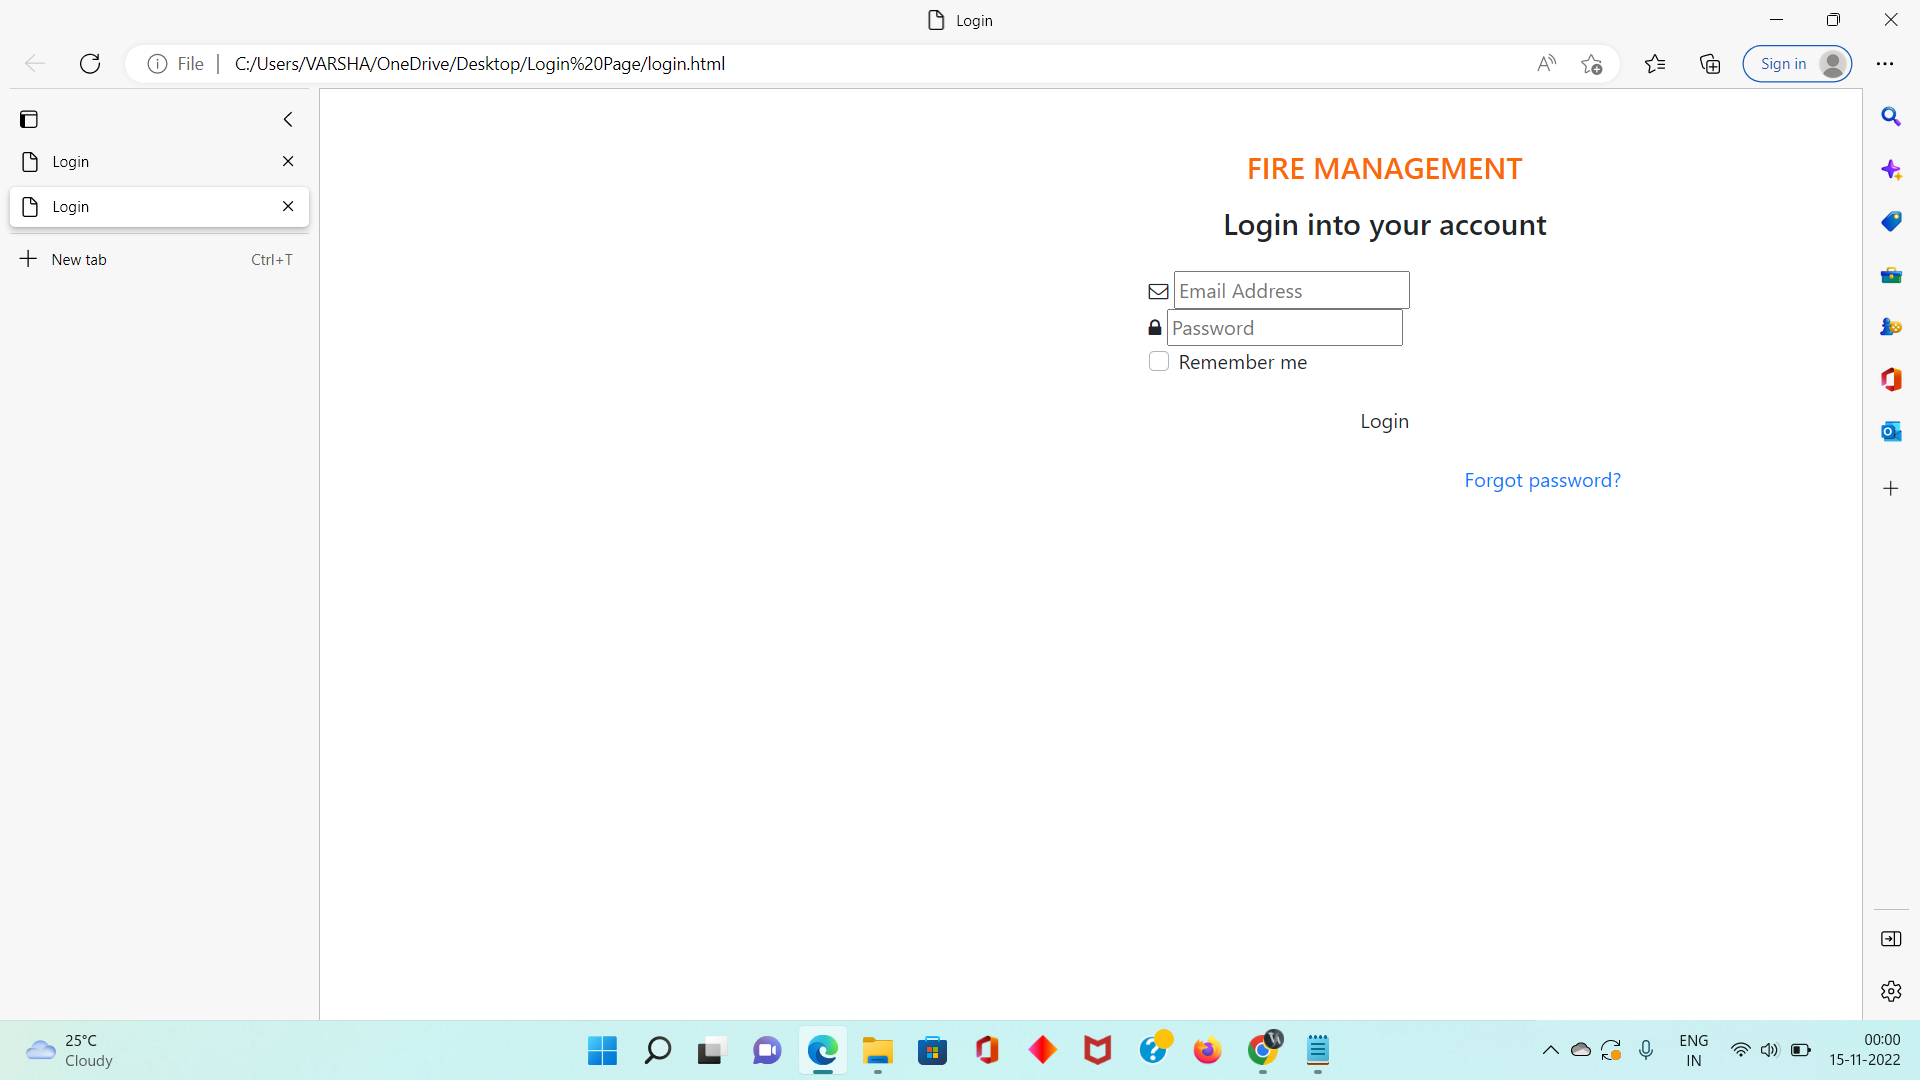 Login
File
C:/Users/VARSHA/OneDrive/Desktop/Login%20Page/login.html
Sign in
Login
Login
New tab Ctrl+T
FIRE MANAGEMENT
Login into your account
Email Address
Password
Remember me
Login
Forgot password?
25°C
Cloudy
ENG
IN
00:00
15-11-2022